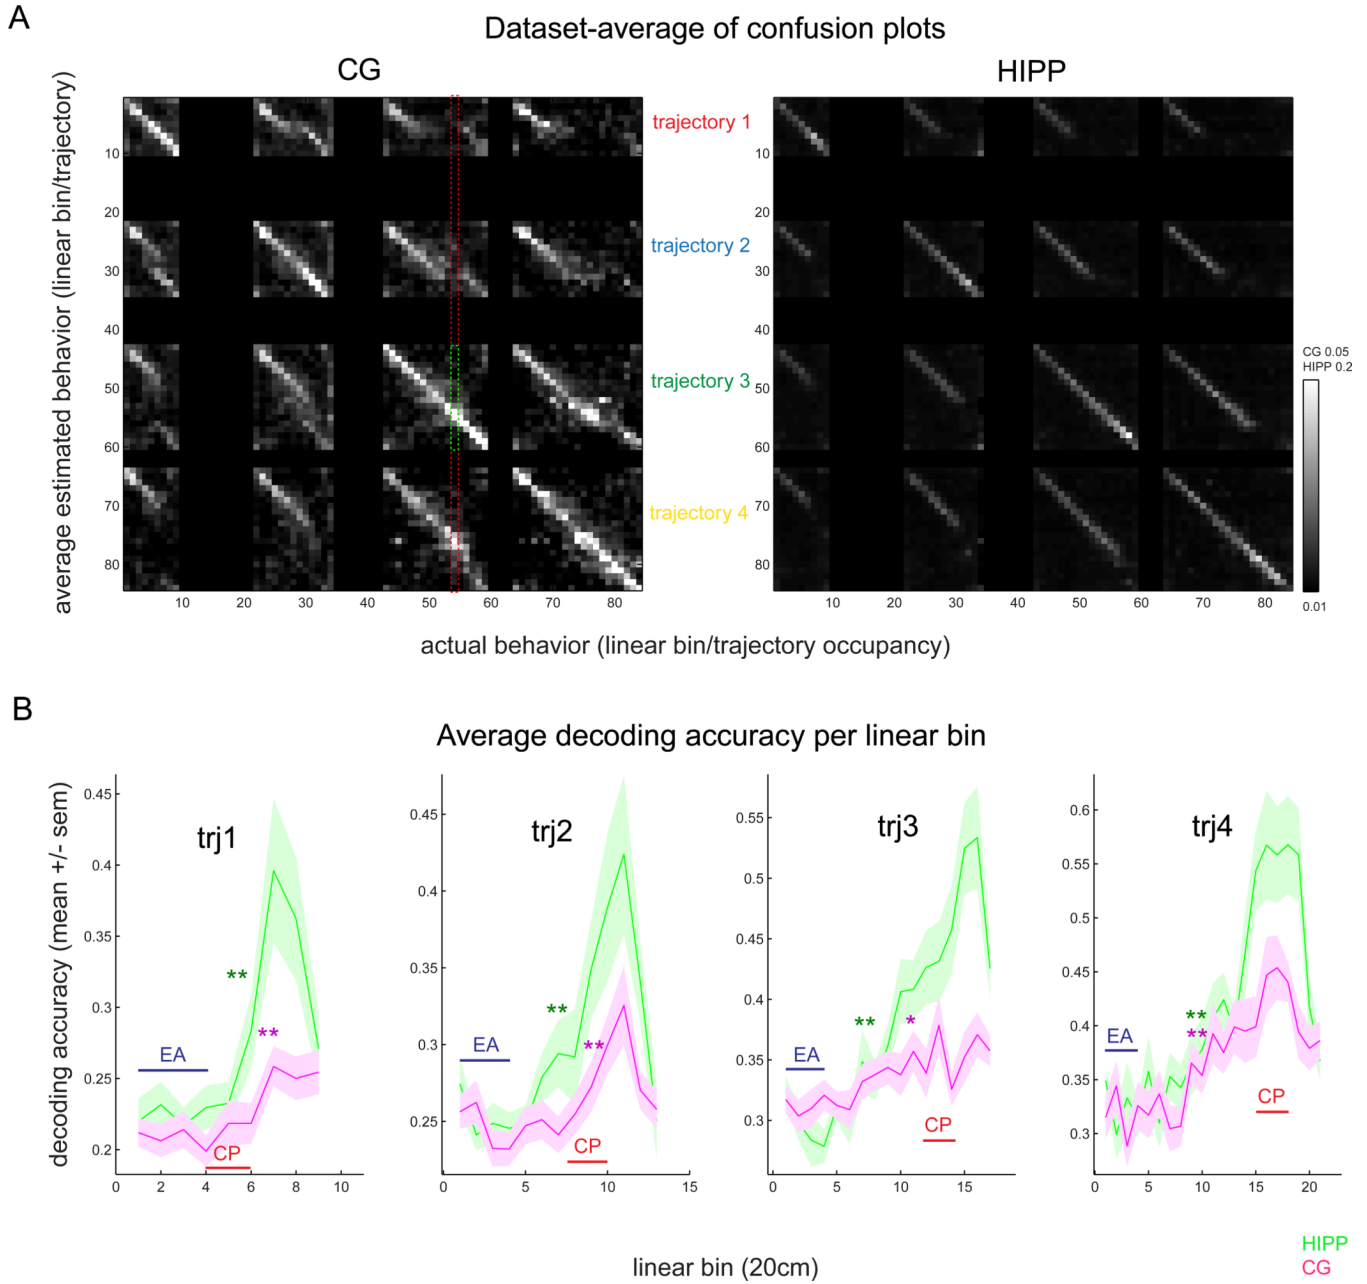 A
Dataset-average of confusion plots
CG
HIPP
average estimated behavior (linear bin/trajectory)
10
20
30
40
50
60
70
80
trajectory 1
trajectory 2
trajectory 3
trajectory 4
10
20
30
40
50
60
70
80
CG 0.05
HIPP 0.2
0.01
10 20 30 40 50 60 70 80
10 20 30 40 50 60 70 80
actual behavior (linear bin/trajectory occupancy)
B
Average decoding accuracy per linear bin
decoding accuracy (mean +/- sem)
0.45
0.4
0.35
0.3
0.25
0.2
trj1
**
**
EA
CP
0 2 4 6 8 10
0.45
0.4
0.35
0.3
0.25
trj2
**
**
EA
CP
0 5 10 15
0.55
0.5
0.45
0.4
0.35
0.3
trj3
**
*
EA
CP
0 5 10 15
0.6
0.55
0.5
0.45
0.4
0.35
0.3
trj4
**
**
EA
CP
0 5 10 15 20
linear bin (20cm)
HIPP
CG